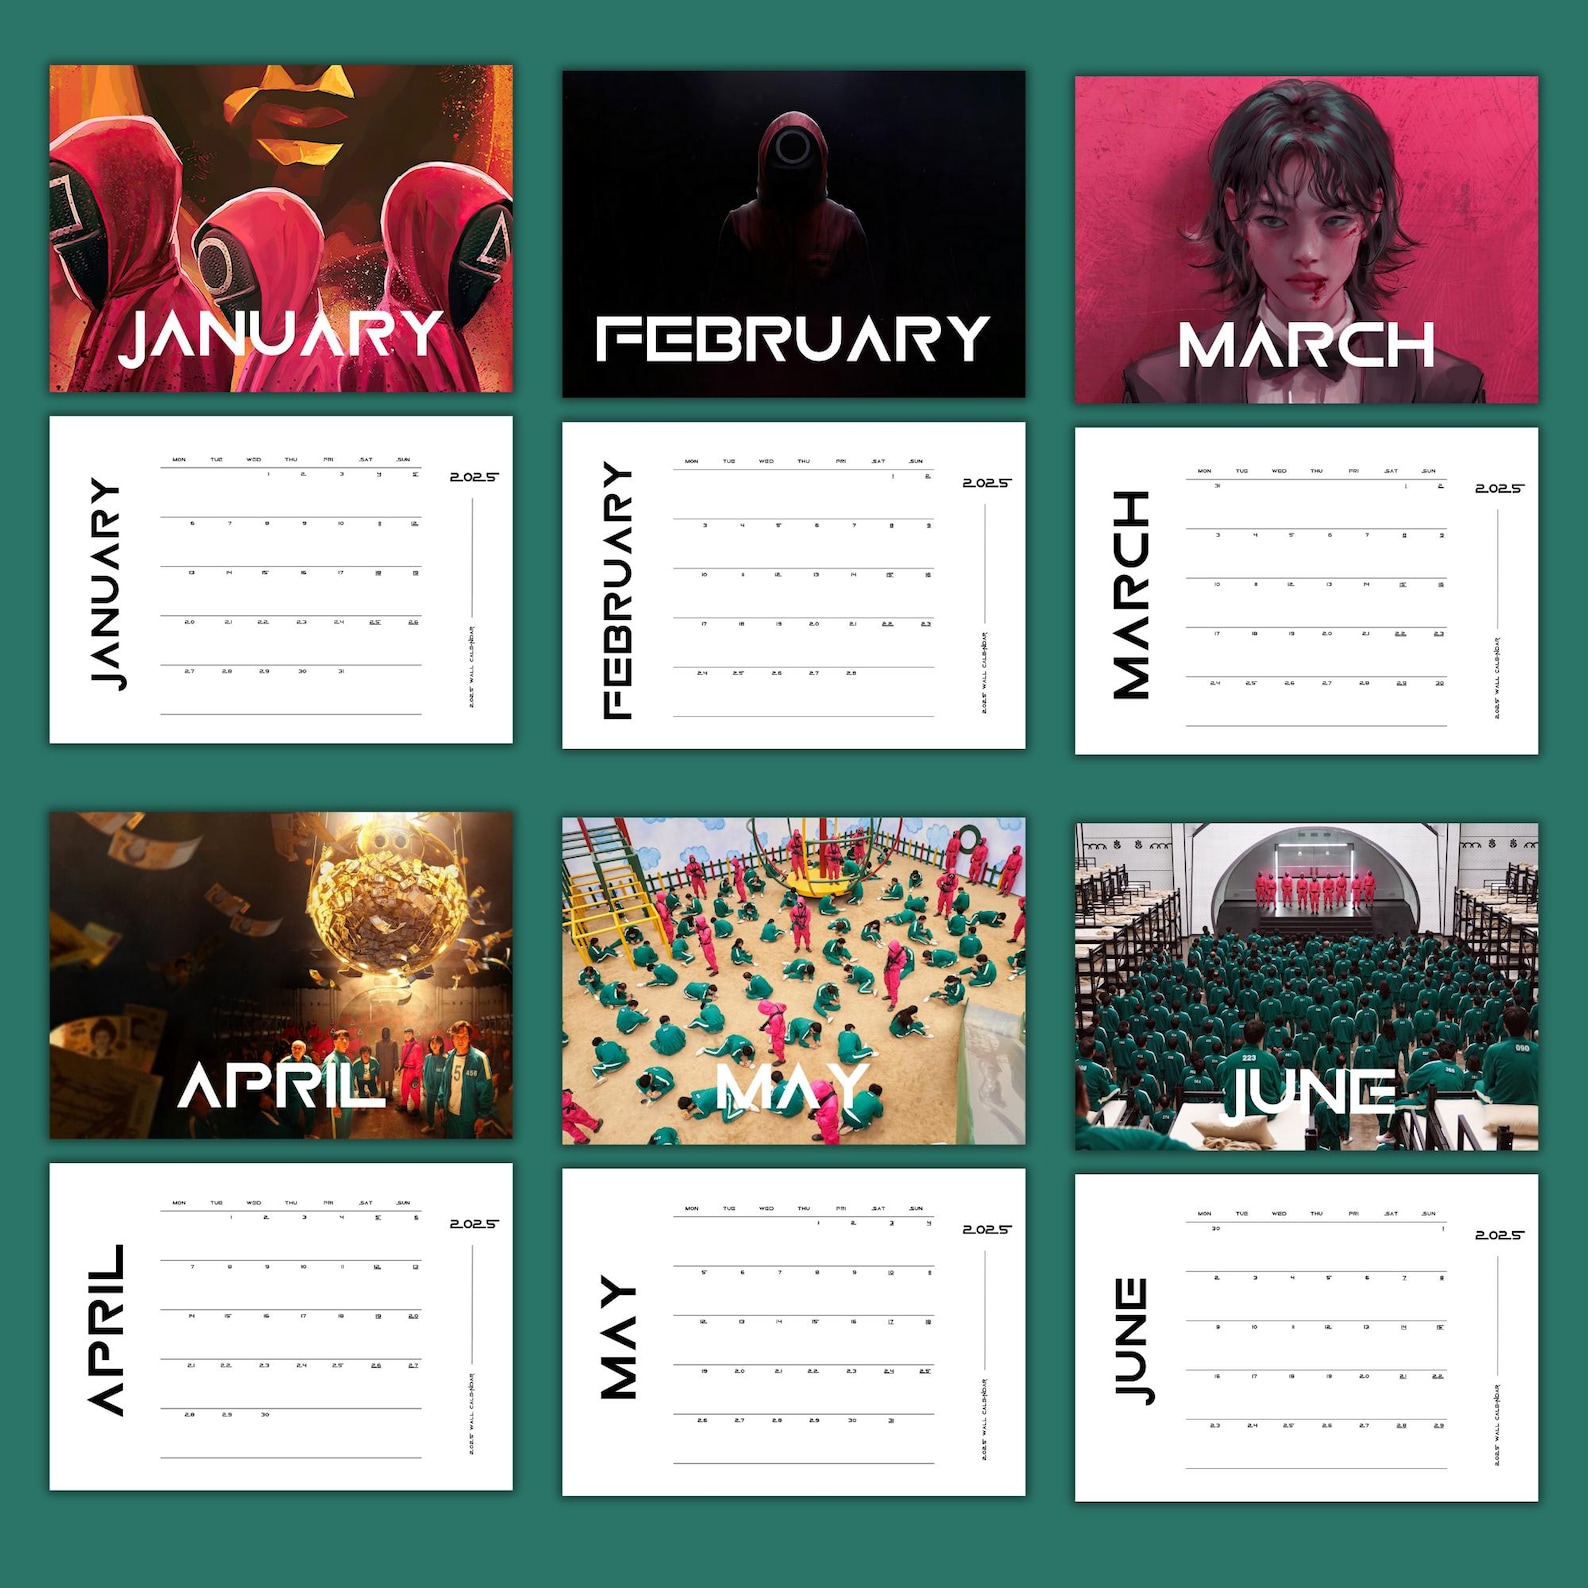 JANUARY
FEBRUARY
MARCH
JANUARY
MON TUE WED THU FRI SAT SUN
1 2 3 4 5
6 7 8 9 10 11 12
13 14 15 16 17 18 19
20 21 22 23 24 25 26
27 28 29 30 31
2025
2025 WALL CALENDAR
FEBRUARY
MON TUE WED THU FRI SAT SUN
1 2
3 4 5 6 7 8 9
10 11 12 13 14 15 16
17 18 19 20 21 22 23
24 25 26 27 28
2025
2025 WALL CALENDAR
MARCH
MON TUE WED THU FRI SAT SUN
31 1 2
3 4 5 6 7 8 9
10 11 12 13 14 15 16
17 18 19 20 21 22 23
24 25 26 27 28 29 30
2025
2025 WALL CALENDAR
5 456
APRIL
MAY
090
223
JUNE
APRIL
MON TUE WED THU FRI SAT SUN
1 2 3 4 5 6
7 8 9 10 11 12 13
14 15 16 17 18 19 20
21 22 23 24 25 26 27
28 29 30
2025
2025 WALL CALENDAR
MAY
MON TUE WED THU FRI SAT SUN
1 2 3 4
5 6 7 8 9 10 11
12 13 14 15 16 17 18
19 20 21 22 23 24 25
26 27 28 29 30 31
2025
2025 WALL CALENDAR
JUNE
MON TUE WED THU FRI SAT SUN
30 1
2 3 4 5 6 7 8
9 10 11 12 13 14 15
16 17 18 19 20 21 22
23 24 25 26 27 28 29
2025
2025 WALL CALENDAR